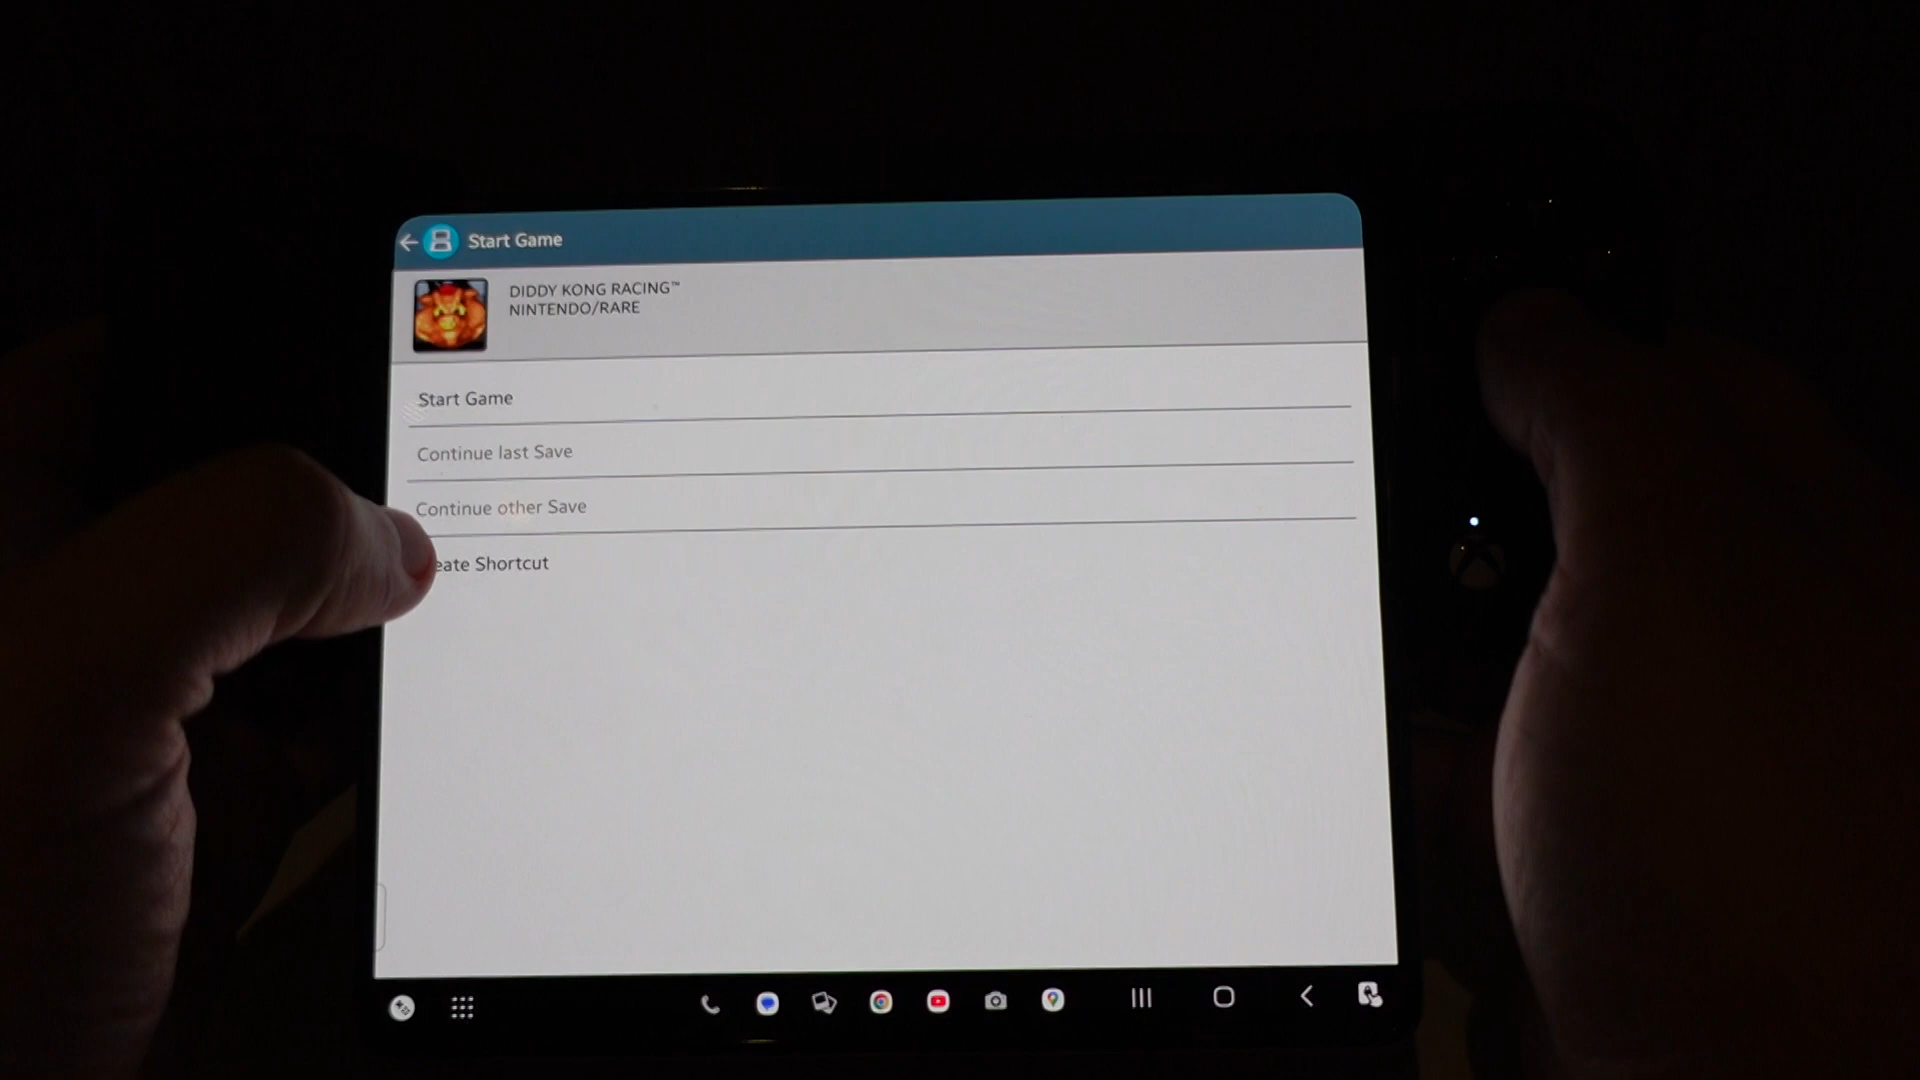 Start Game
DIDDY KONG RACING™
NINTENDO/RARE
Start Game
Continue last Save
Continue other Save
eate Shortcut